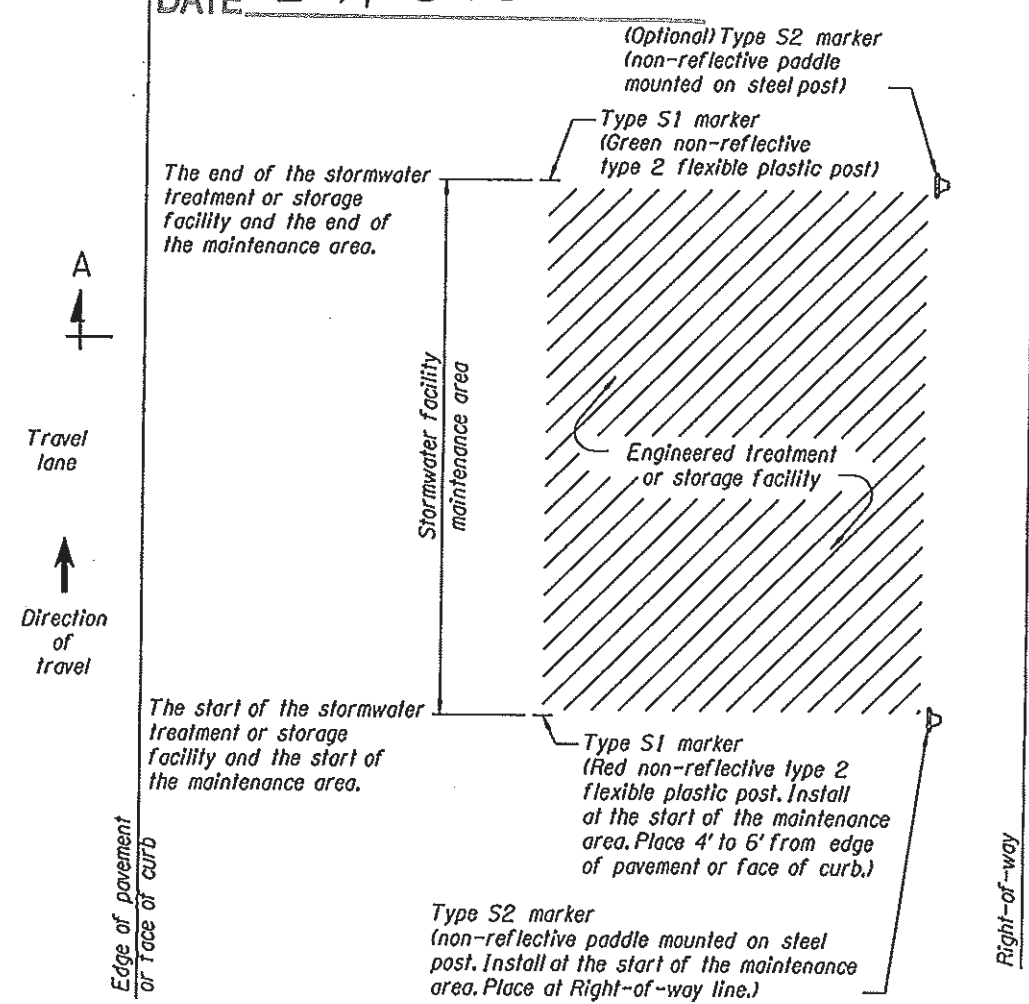 DATE
(Optional) Type S2 marker
(non-reflective paddle
mounted on steel post)
Type S1 marker
(Green non-reflective
type 2 flexible plastic post)
The end of the stormwater
treatment or storage
facility and the end of
the maintenance area.
A
Stormwater facility
maintenance area
Travel
lane
Engineered treatment
or storage facility
Direction
of
travel
The start of the stormwater
treatment or storage
facility and the start of
the maintenance area.
Type S1 marker
(Red non-reflective type 2
flexible plastic post. Install
at the start of the maintenance
area. Place 4' to 6' from edge
of pavement or face of curb.)
Edge of pavement
or face of curb
Right-of-way
Type S2 marker
(non-reflective paddle mounted on steel
post. Install at the start of the maintenance
area. Place at Right-of-way line.)